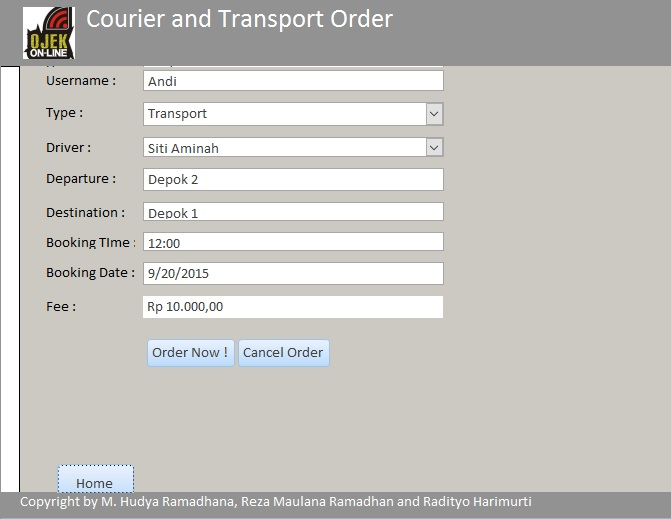 Courier and Transport Order
OJEK
ON-LINE
Username : Andi
Type : Transport
Driver : Siti Aminah
Departure : Depok 2
Destination : Depok 1
Booking TIme : 12:00
Booking Date : 9/20/2015
Fee : Rp 10.000,00
Order Now ! Cancel Order
Home
Copyright by M. Hudya Ramadhana, Reza Maulana Ramadhan and Radityo Harimurti